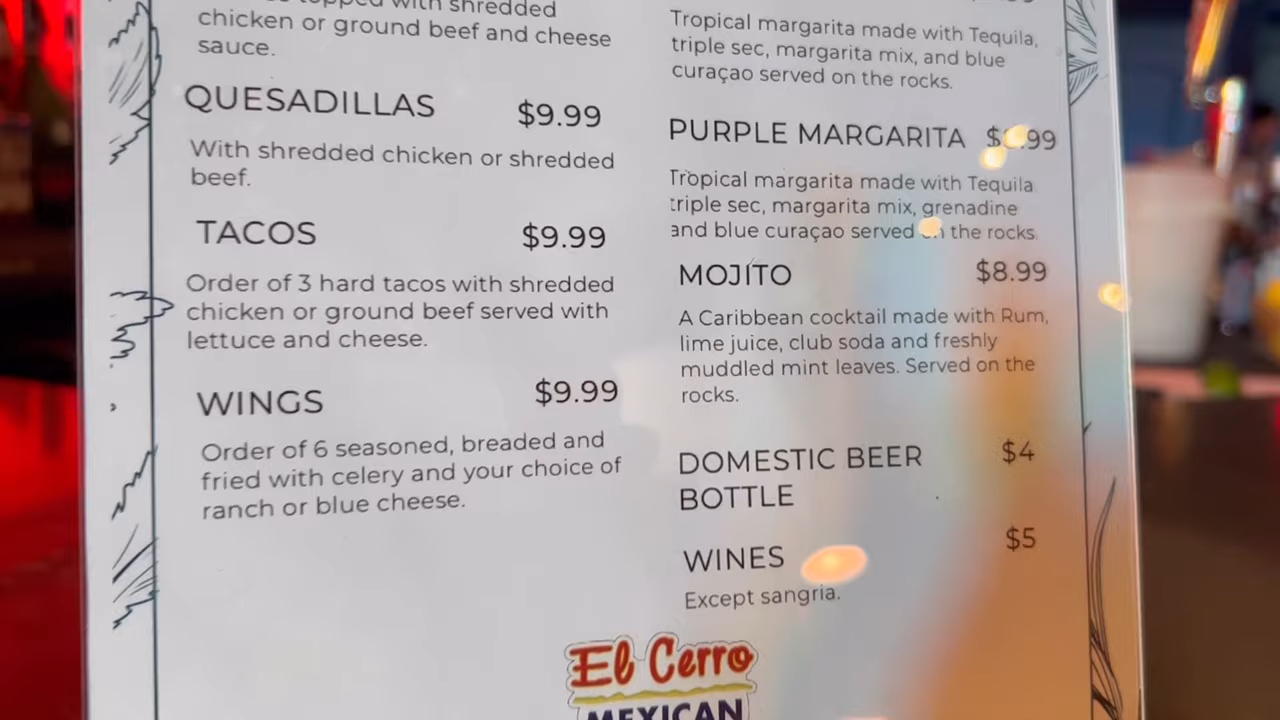 topped with shredded
chicken or ground beef and cheese
sauce.
QUESADILLAS $9.99
With shredded chicken or shredded
beef.
TACOS $9.99
Order of 3 hard tacos with shredded
chicken or ground beef served with
lettuce and cheese.
WINGS $9.99
Order of 6 seasoned, breaded and
fried with celery and your choice of
ranch or blue cheese.
Tropical margarita made with Tequila,
triple sec, margarita mix, and blue
curaçao served on the rocks.
PURPLE MARGARITA
Tropical margarita made with Tequila
triple sec, margarita mix, grenadine
and blue curaçao served on the rocks.
MOJITO $8.99
A Caribbean cocktail made with Rum,
lime juice, club soda and freshly
muddled mint leaves. Served on the
rocks.
DOMESTIC BEER $4
BOTTLE
WINES $5
Except sangria.
El Cerro
MEXICAN